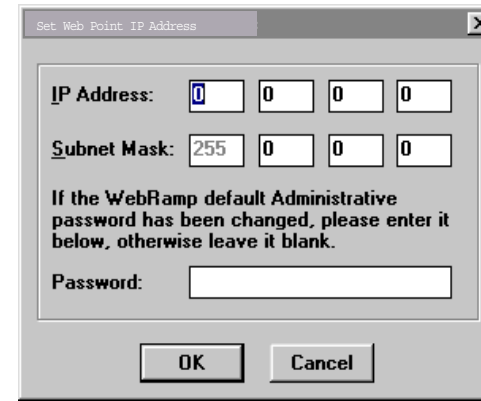 Set Web Point IP Address
IP Address: 0 0 0 0
Subnet Mask: 255 0 0 0
If the WebRamp default Administrative
password has been changed, please enter it
below, otherwise leave it blank.
Password:
OK Cancel